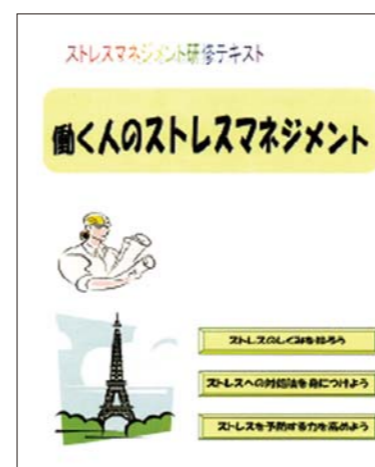 ストレスマネジメント研修テキスト
働く人のストレスマネジメント
ストレスのしくみを知ろう
ストレスへの対処法を身につけよう
ストレスを予防する力を高めよう